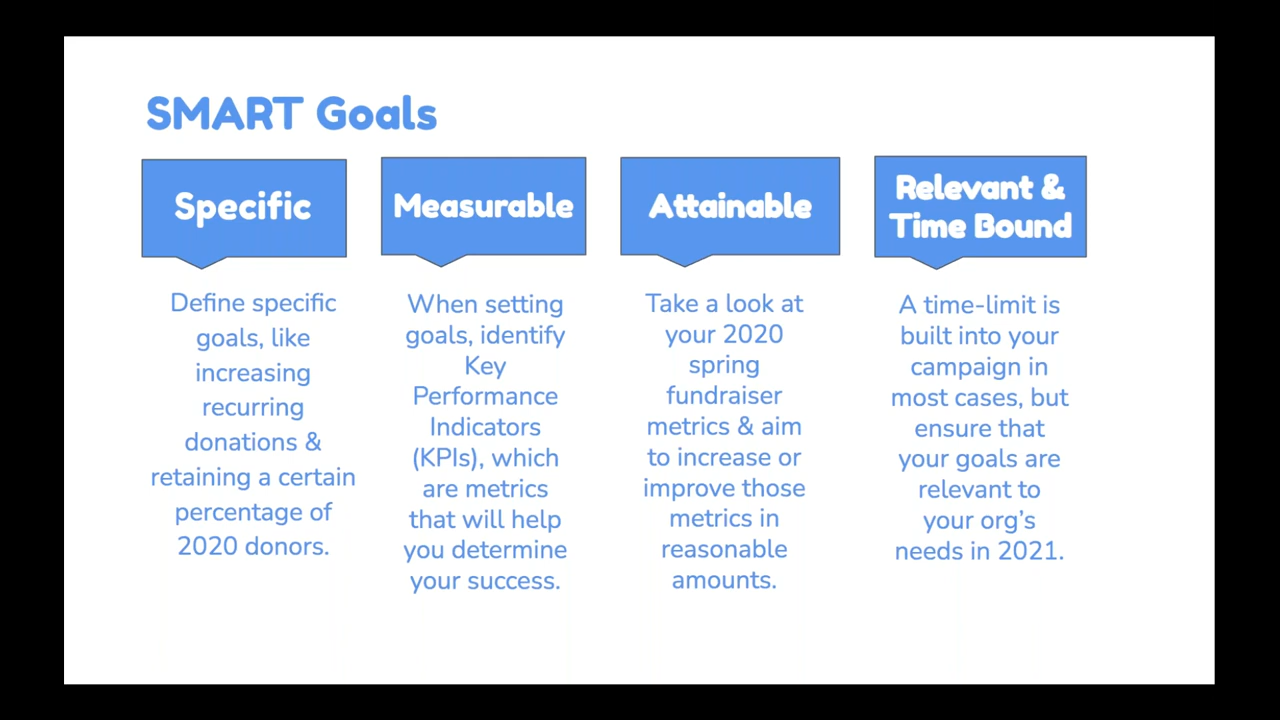 SMART Goals
Specific
Define specific
goals, like
increasing
recurring
donations &
retaining a certain
percentage of
2020 donors.
Measurable
When setting
goals, identify
Key
Performance
Indicators
(KPIs), which
are metrics
that will help
you determine
your success.
Attainable
Take a look at
your 2020
spring
fundraiser
metrics & aim
to increase or
improve those
metrics in
reasonable
amounts.
Relevant &
Time Bound
A time-limit is
built into your
campaign in
most cases, but
ensure that
your goals are
relevant to
your org's
needs in 2021.